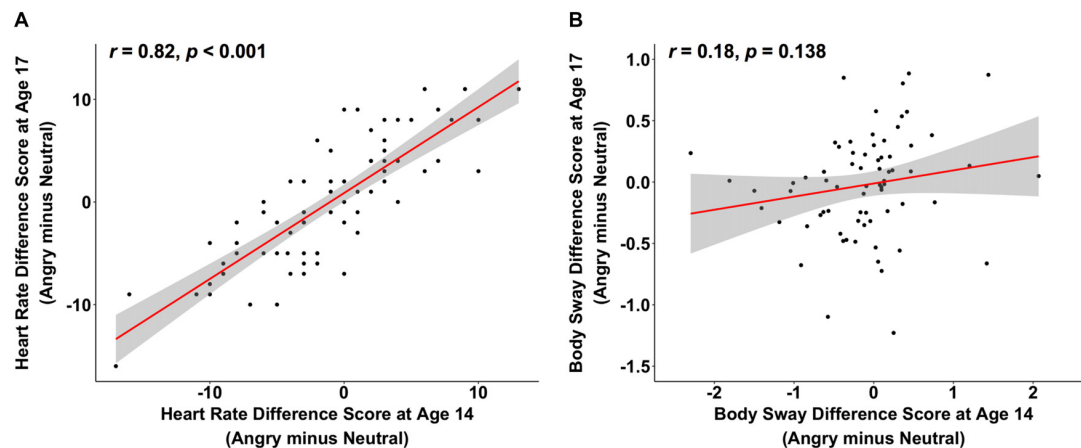 A
r = 0.82, p < 0.001
Heart Rate Difference Score at Age 17
(Angry minus Neutral)
10
0
-10
-10
0
10
Heart Rate Difference Score at Age 14
(Angry minus Neutral)
B
r = 0.18, p = 0.138
Body Sway Difference Score at Age 17
(Angry minus Neutral)
1.0
0.5
0.0
-0.5
-1.0
-1.5
-2
-1
0
1
2
Body Sway Difference Score at Age 14
(Angry minus Neutral)